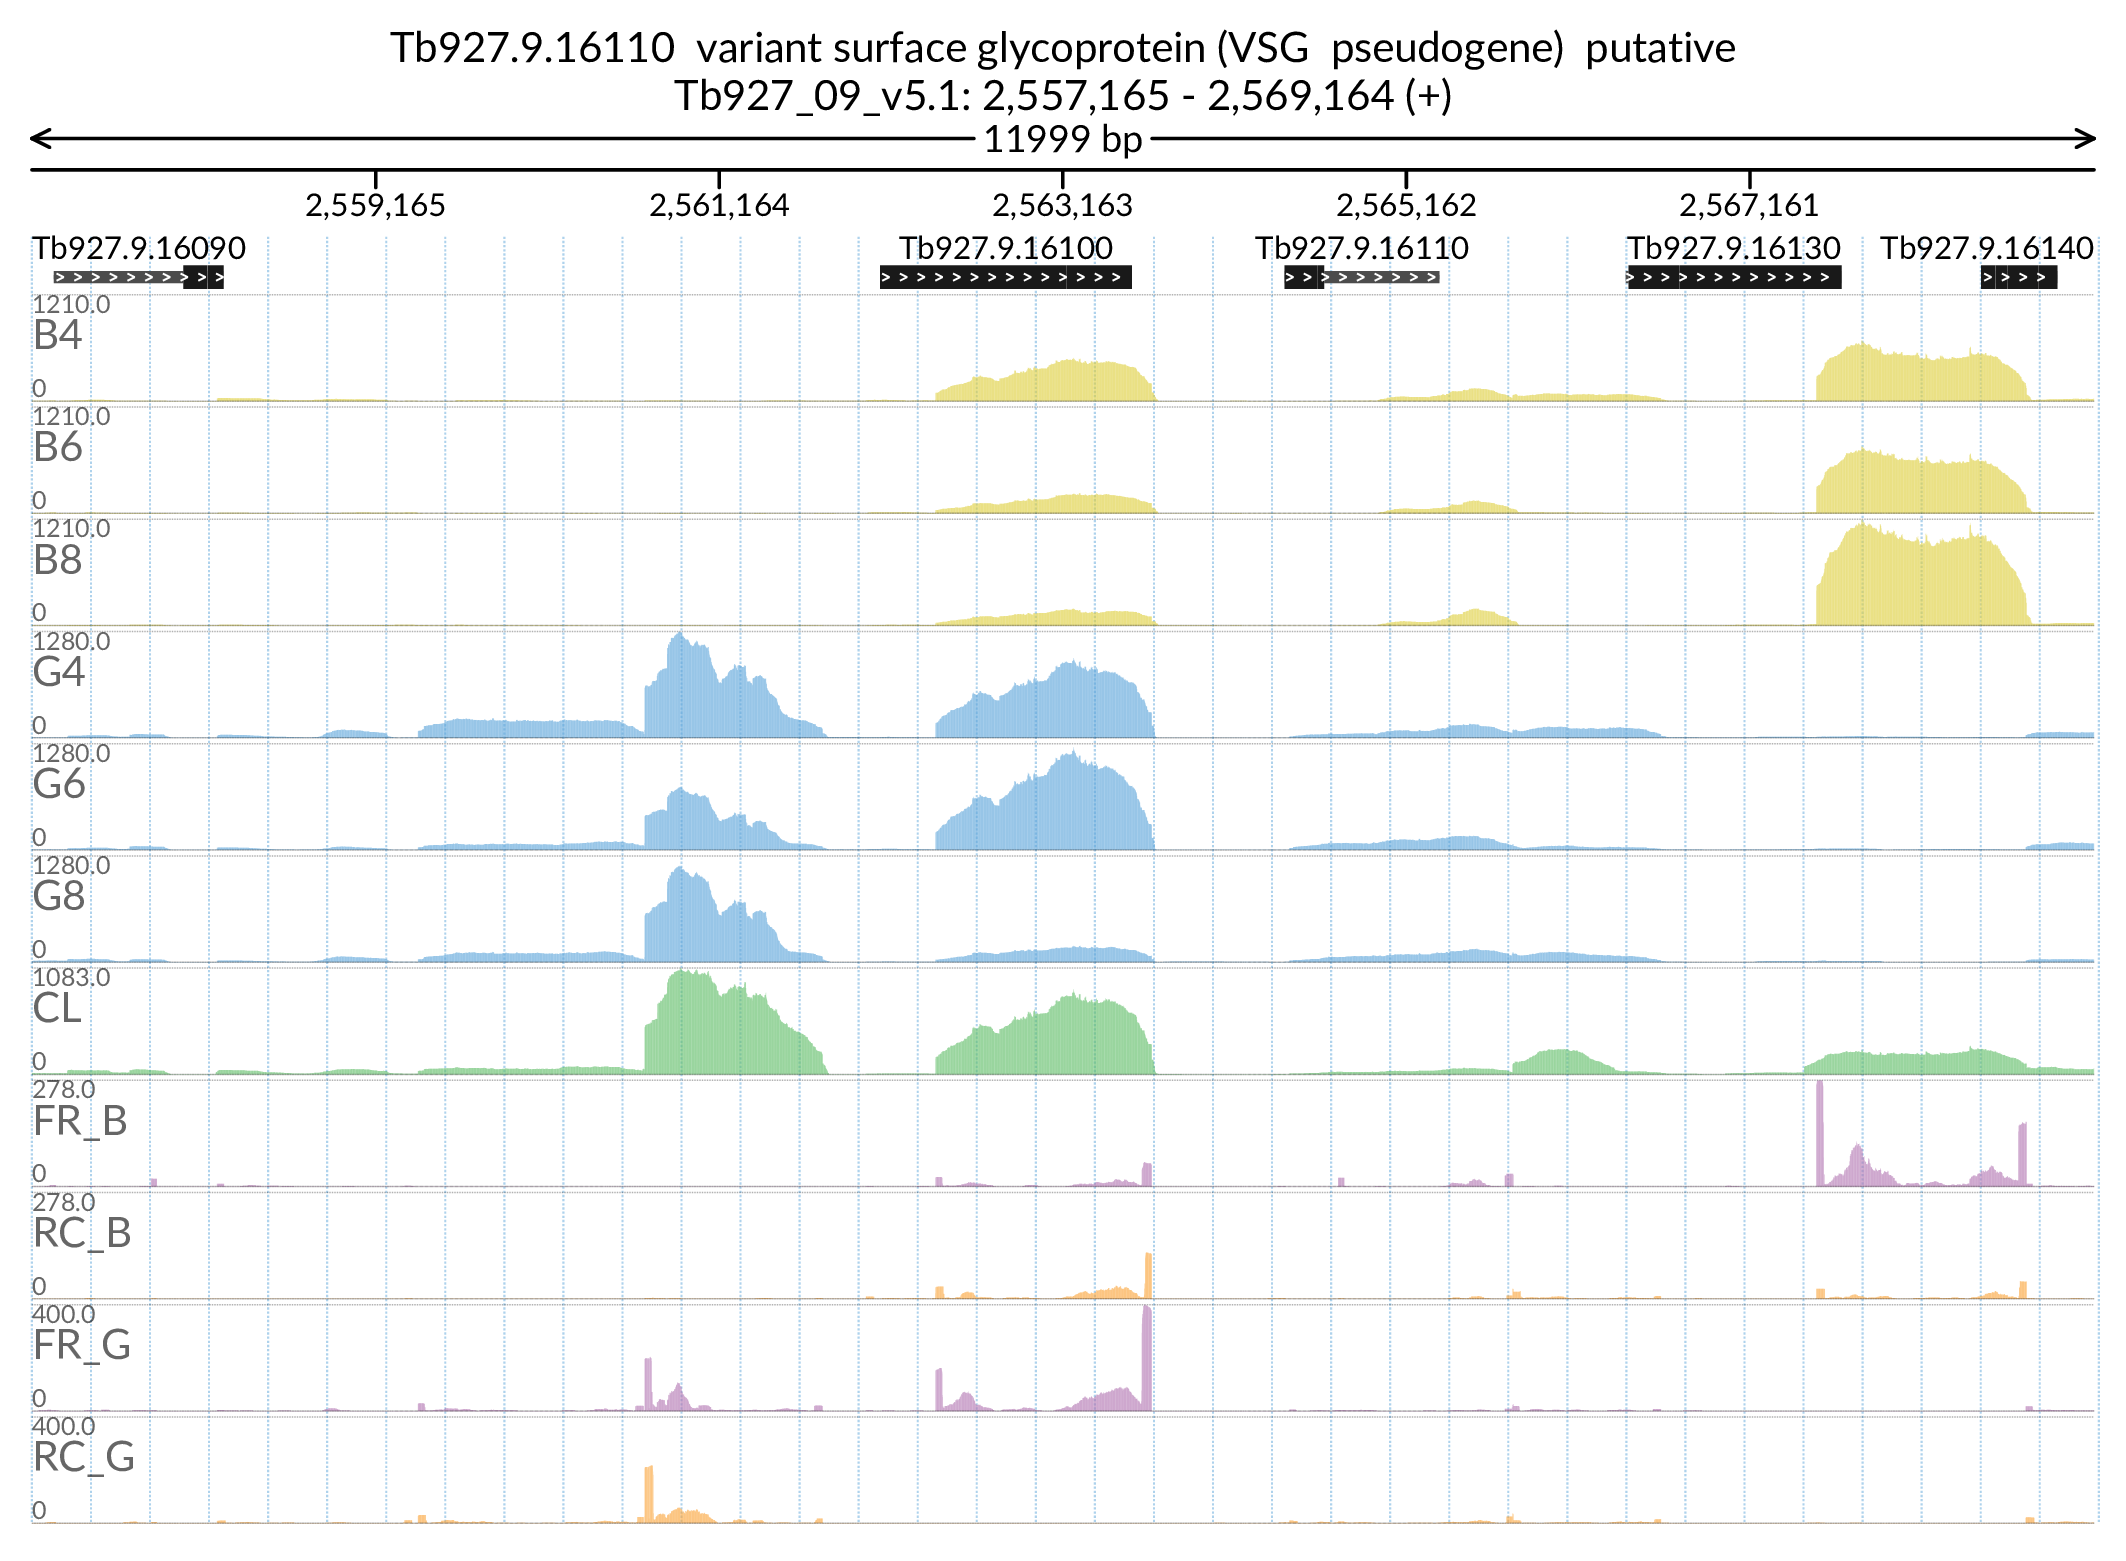 Tb927.9.16110  variant surface glycoprotein (VSG  pseudogene)  putative
Tb927_09_v5.1: 2,557,165 - 2,569,164 (+)
11999 bp
2,559,165 2,561,164 2,563,163 2,565,162 2,567,161
Tb927.9.16090 Tb927.9.16100 Tb927.9.16110 Tb927.9.16130 Tb927.9.16140
1210.0
B4
0
1210.0
B6
0
1210.0
B8
0
1280.0
G4
0
1280.0
G6
0
1280.0
G8
0
1083.0
CL
0
278.0
FR_B
0
278.0
RC_B
0
400.0
FR_G
0
400.0
RC_G
0